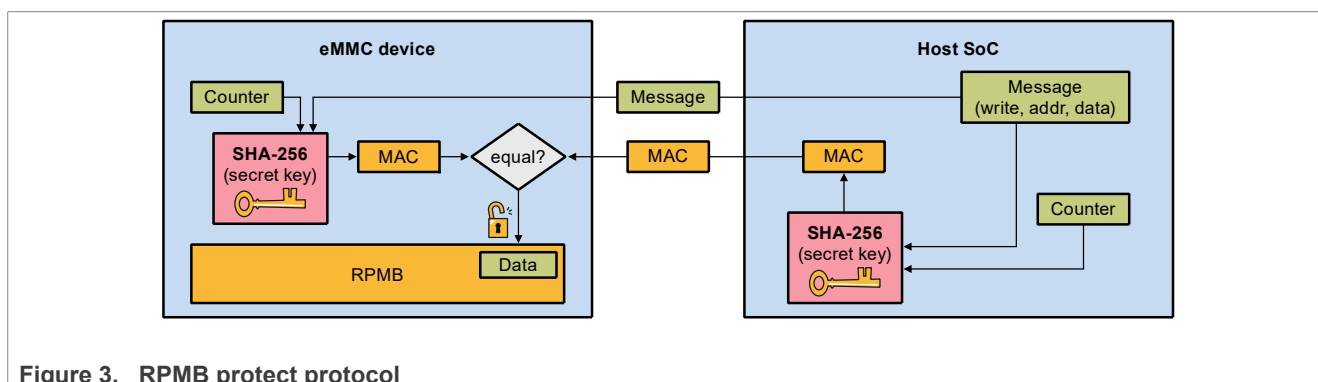 eMMC device
Host SoC
Counter
Message
Message
(write, addr, data)
SHA-256
(secret key)
MAC
equal?
MAC
MAC
Counter
SHA-256
(secret key)
Data
RPMB
Figure 3. RPMB protect protocol